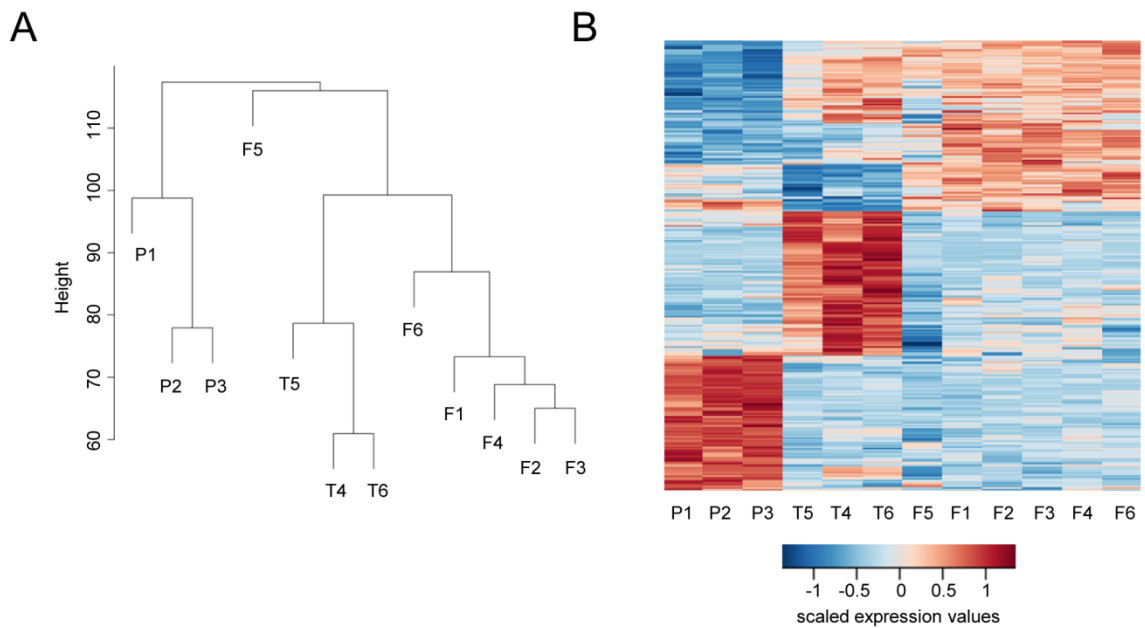 A
B
Height
110
100
90
80
70
60
F5
P1
P2 P3
T5
F6
F1
F4
F2 F3
T4 T6
P1 P2 P3 T5 T4 T6 F5 F1 F2 F3 F4 F6
-1 -0.5 0 0.5 1
scaled expression values